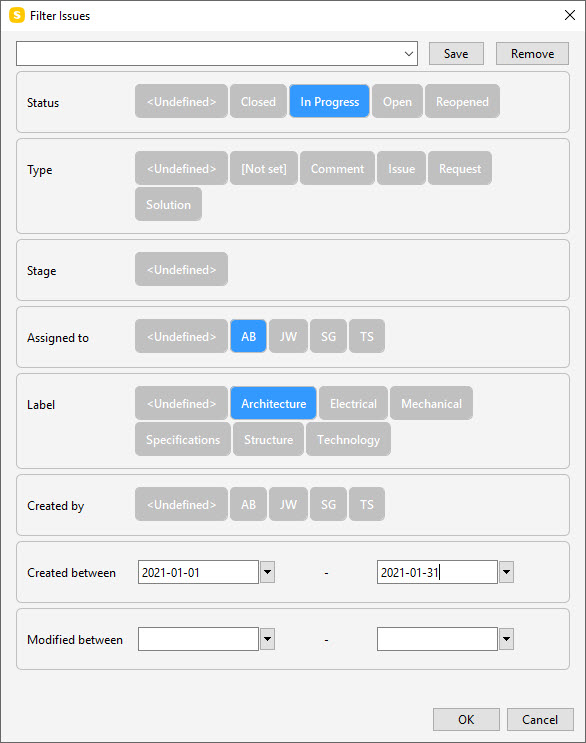 S Filter Issues
Save Remove
Status <Undefined> Closed In Progress Open Reopened
Type <Undefined> [Not set] Comment Issue Request
Solution
Stage <Undefined>
Assigned to <Undefined> AB JW SG TS
Label <Undefined> Architecture Electrical Mechanical
Specifications Structure Technology
Created by <Undefined> AB JW SG TS
Created between 2021-01-01 - 2021-01-31
Modified between -
OK Cancel